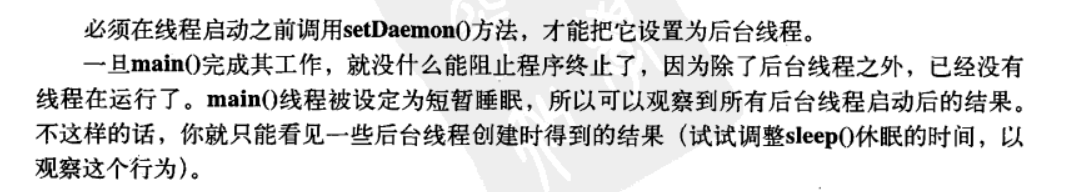 必须在线程启动之前调用setDaemon()方法，才能把它设置为后台线程。
一旦main()完成其工作，就没什么能阻止程序终止了，因为除了后台线程之外，已经没有
线程在运行了。main()线程被设定为短暂睡眠，所以可以观察到所有后台线程启动后的结果。
不这样的话，你就只能看见一些后台线程创建时得到的结果（试试调整sleep()休眠的时间，以
观察这个行为）。